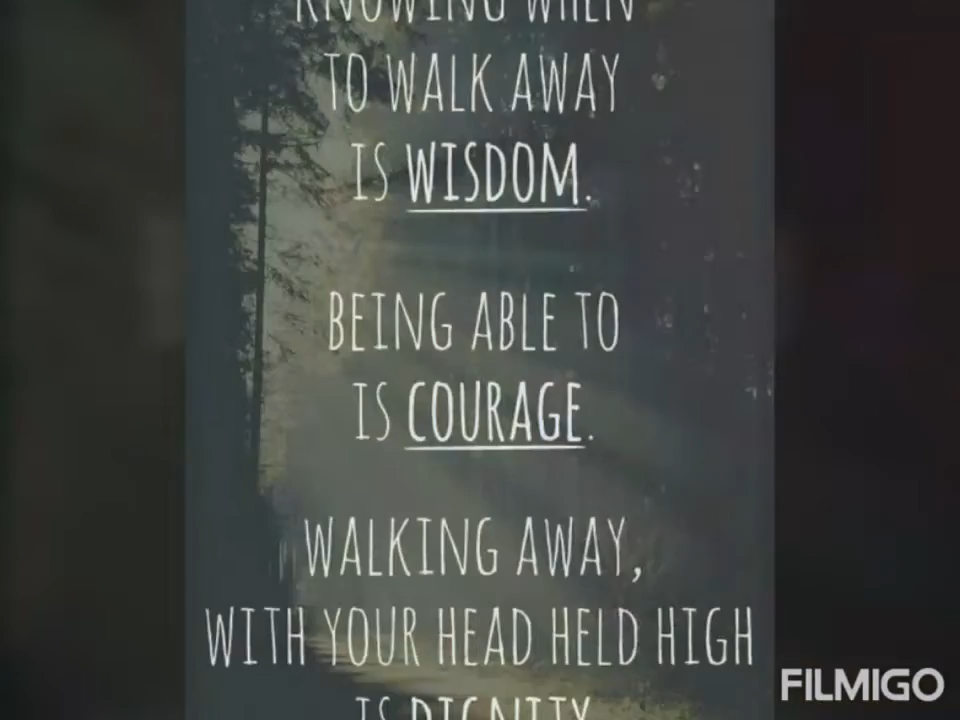 KNOWING WHEN
TO WALK AWAY
IS WISDOM.
BEING ABLE TO
IS COURAGE.
WALKING AWAY,
WITH YOUR HEAD HELD HIGH
IS DIGNITY.
FILMIGO